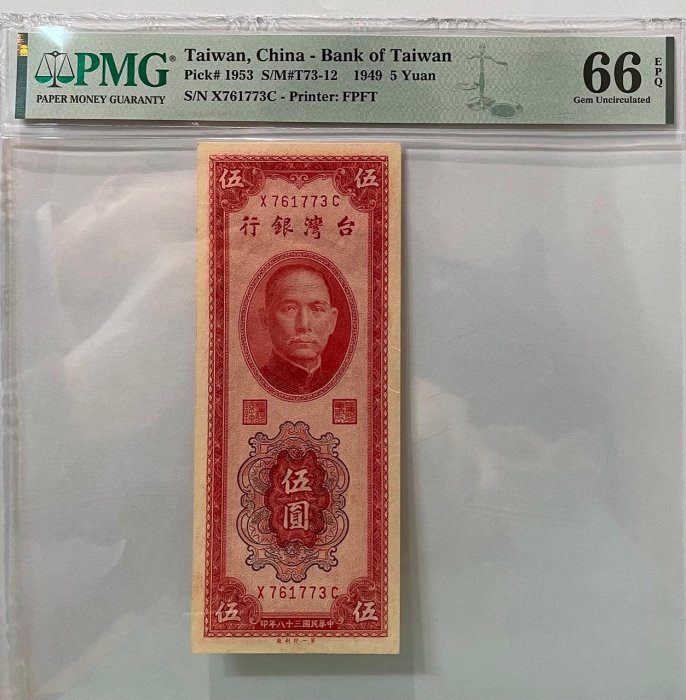 PMG®
PAPER MONEY GUARANTY
Taiwan, China - Bank of Taiwan
Pick# 1953 S/M#T73-12 1949 5 Yuan
S/N X761773C - Printer: FPFT
66 EPQ
Gem Uncirculated
伍 伍
X761773C
行銀灣台
伍圓
X761773C
伍 伍
印年八十三國民華中